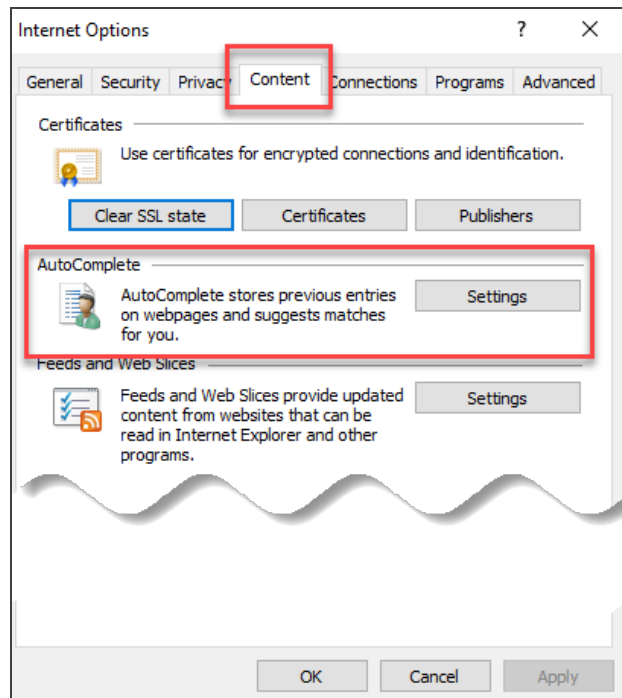 Internet Options
?
General Security Privacy Content Connections Programs Advanced
Certificates
Use certificates for encrypted connections and identification.
Clear SSL state Certificates Publishers
AutoComplete
AutoComplete stores previous entries
on webpages and suggests matches
for you.
Settings
Feeds and Web Slices
Feeds and Web Slices provide updated
content from websites that can be
read in Internet Explorer and other
programs.
Settings
OK Cancel Apply